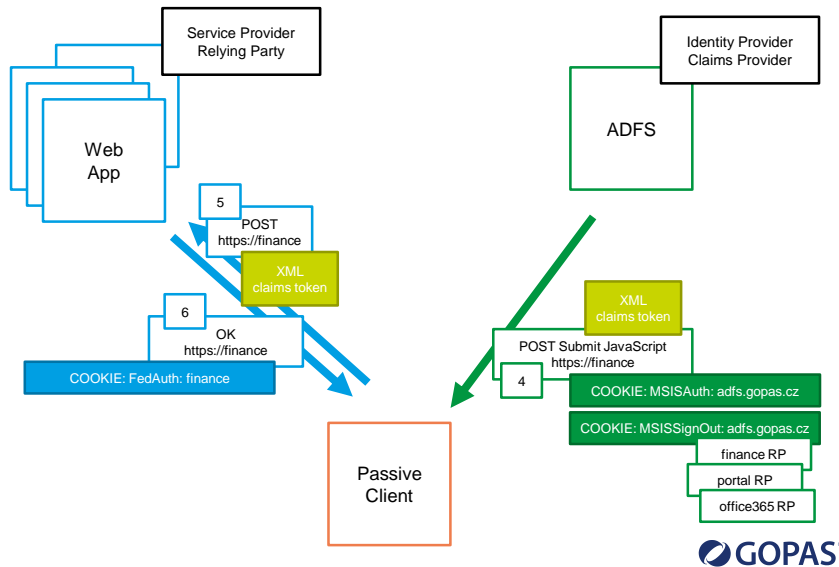 Service Provider
Relying Party
Identity Provider
Claims Provider
Web
App
ADFS
5
POST
https://finance
XML
claims token
6
OK
https://finance
COOKIE: FedAuth: finance
XML
claims token
POST Submit JavaScript
https://finance
4
COOKIE: MSISAuth: adfs.gopas.cz
COOKIE: MSISSignOut: adfs.gopas.cz
finance RP
portal RP
office365 RP
Passive
Client
GOPAS